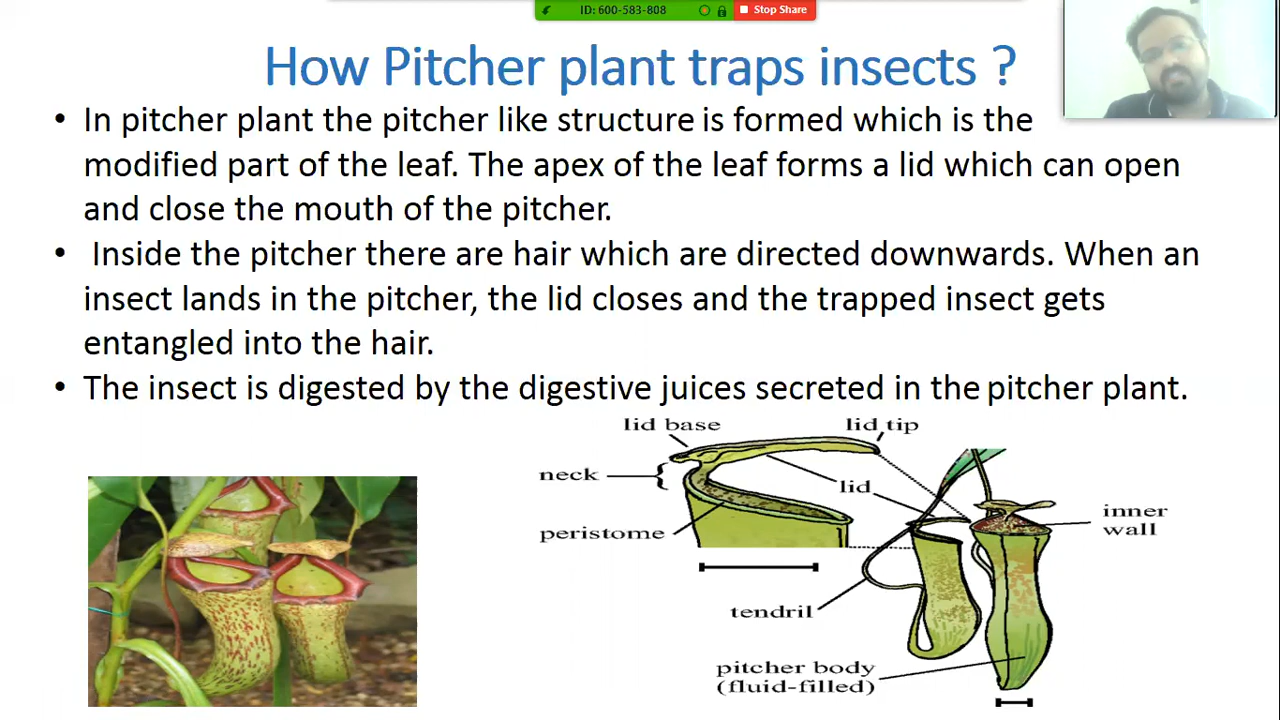 ID: 600-583-808
Stop Share
How Pitcher plant traps insects ?
• In pitcher plant the pitcher like structure is formed which is the
modified part of the leaf. The apex of the leaf forms a lid which can open
and close the mouth of the pitcher.
• Inside the pitcher there are hair which are directed downwards. When an
insect lands in the pitcher, the lid closes and the trapped insect gets
entangled into the hair.
• The insect is digested by the digestive juices secreted in the pitcher plant.
lid base
lid tip
neck
lid
peristome
inner
wall
tendril
pitcher body
(fluid-filled)